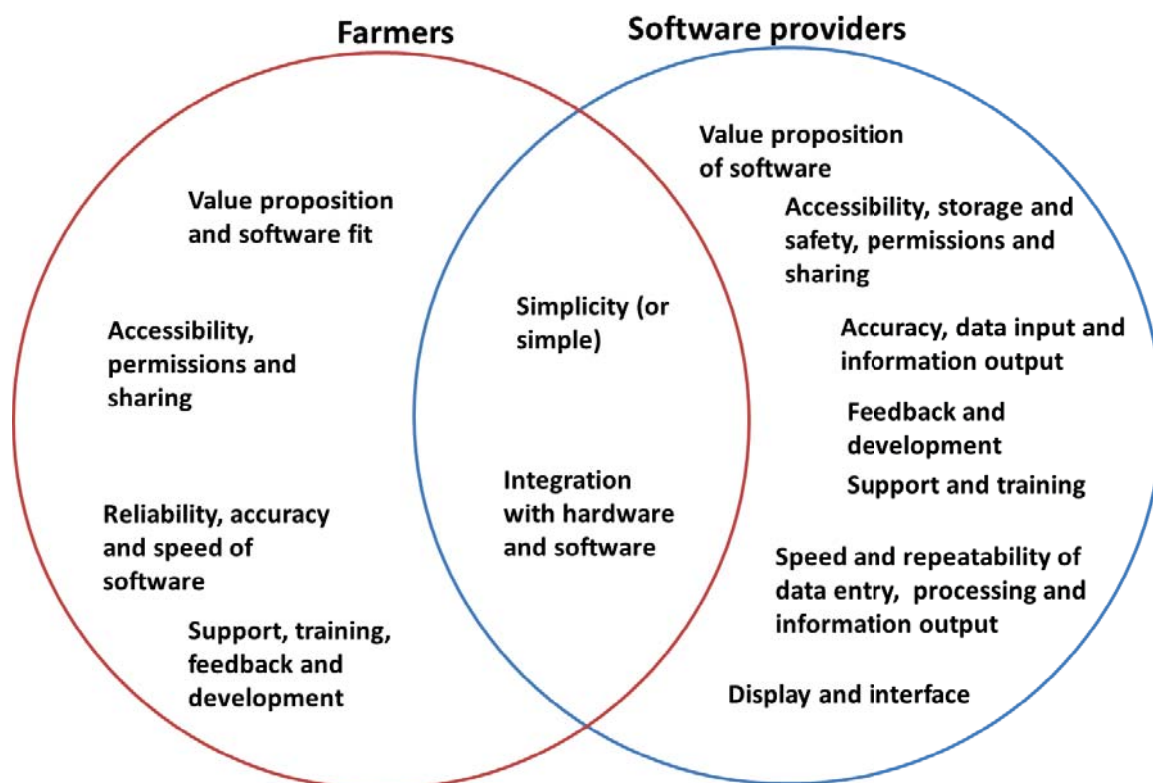 Farmers
Software providers
Value proposition
and software fit
Accessibility,
permissions and
sharing
Reliability, accuracy
and speed of
software
Support, training,
feedback and
development
Simplicity (or
simple)
Integration
with hardware
and software
Value proposition
of software
Accessibility, storage and
safety, permissions and
sharing
Accuracy, data input and
information output
Feedback and
development
Support and training
Speed and repeatability of
data entry,  processing and
information output
Display and interface